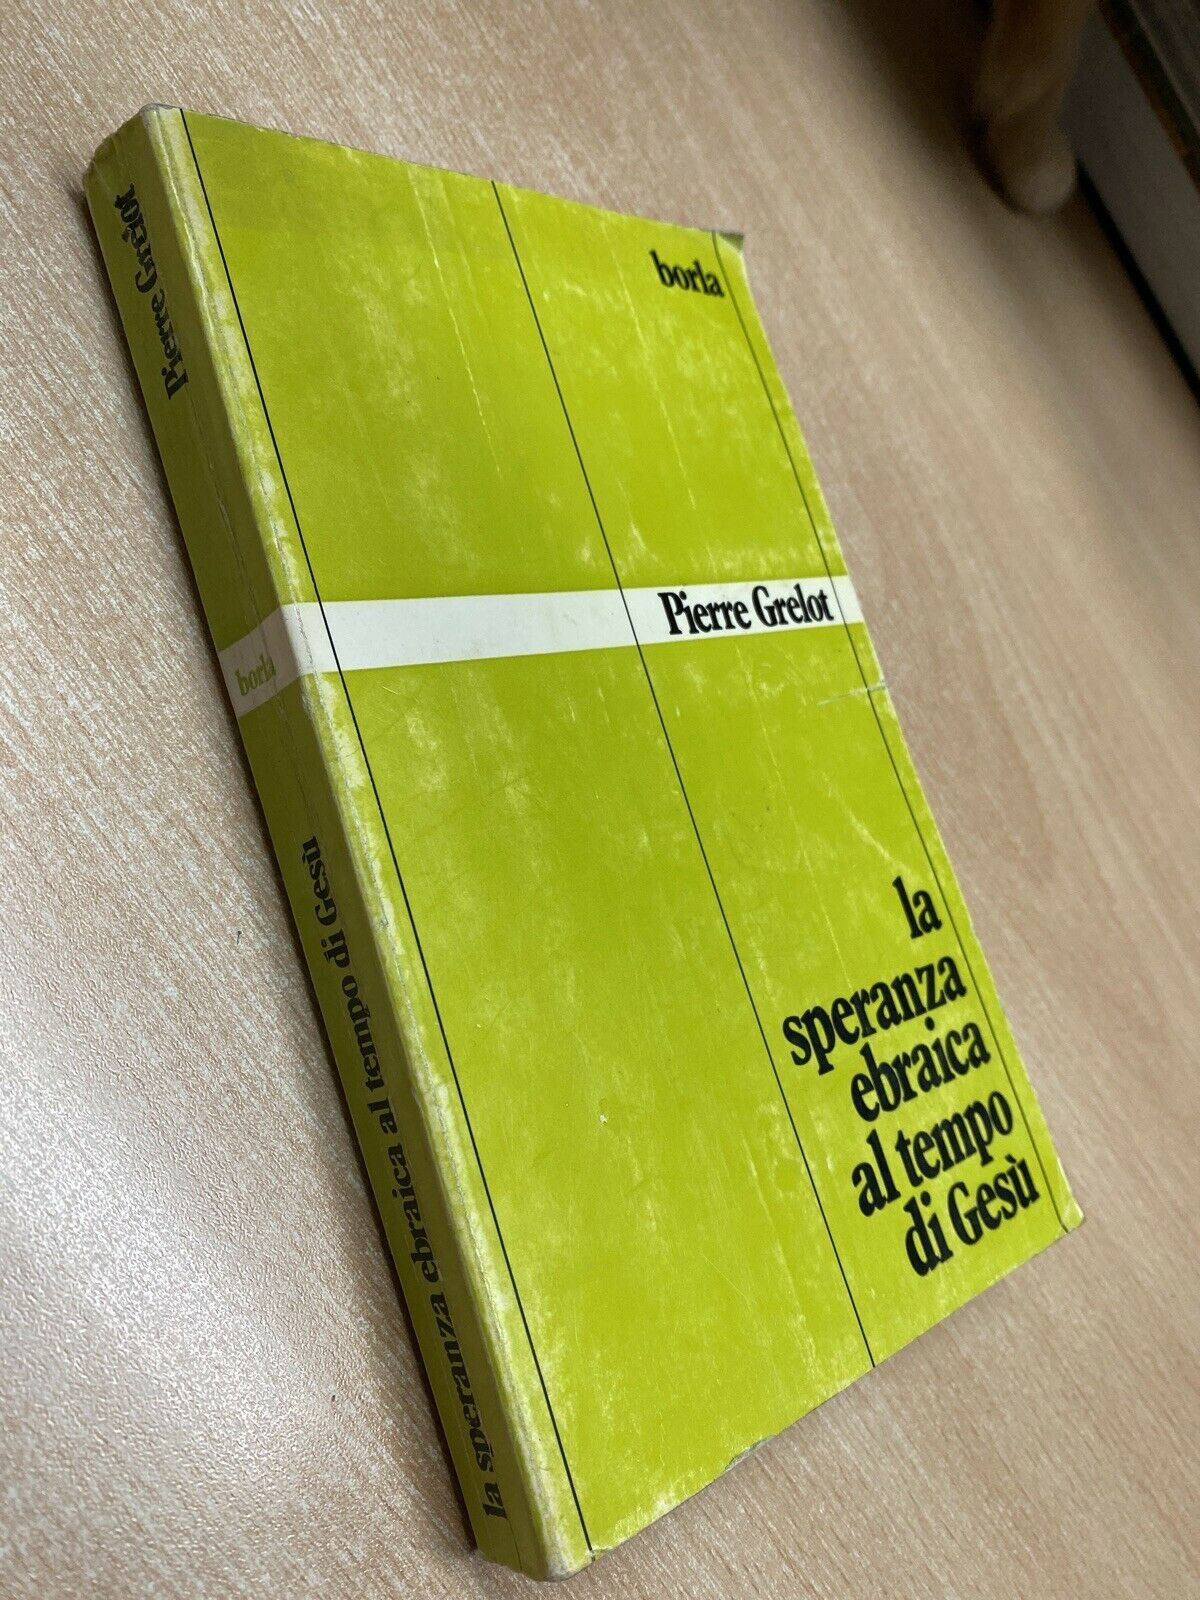 borla
Pierre Grelot
la
speranza
ebraica
al tempo
di Gesù
Pierre Grelot
borla
la speranza ebraica al tempo di Gesù